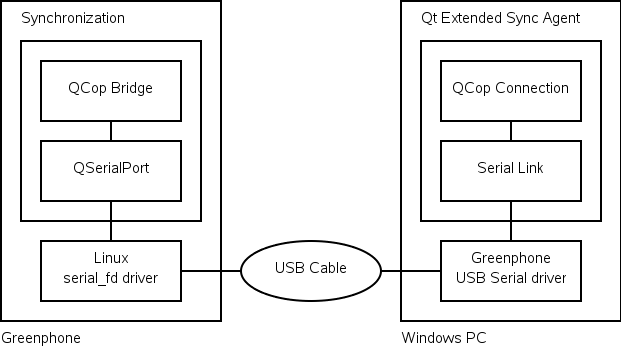 Synchronization
QCop Bridge
QSerialPort
Linux
serial_fd driver
Greenphone
USB Cable
Qt Extended Sync Agent
QCop Connection
Serial Link
Greenphone
USB Serial driver
Windows PC